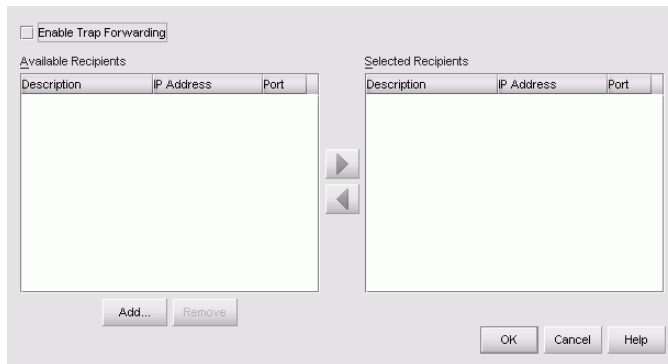 Enable Trap Forwarding
Available Recipients
Description IP Address Port
Selected Recipients
Description IP Address Port
Add... Remove
OK Cancel Help